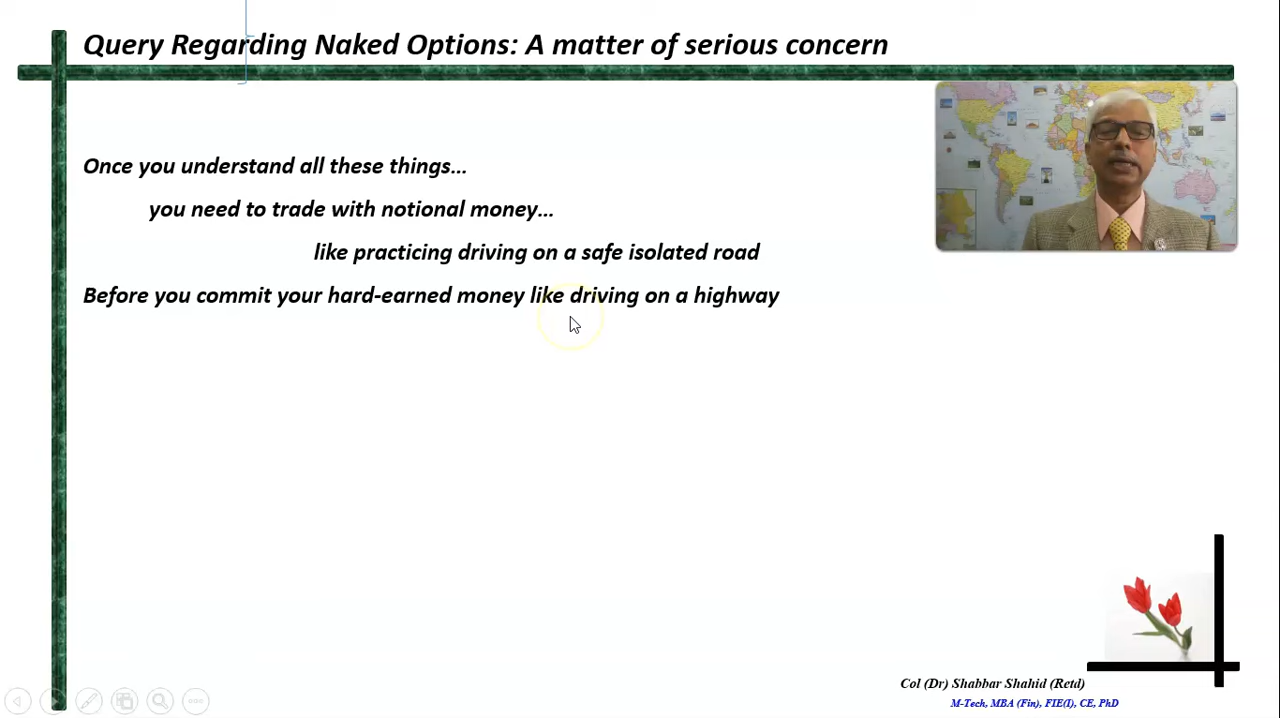 Query Regarding Naked Options: A matter of serious concern
Once you understand all these things...
you need to trade with notional money...
like practicing driving on a safe isolated road
Before you commit your hard-earned money like driving on a highway
Col (Dr) Shabbar Shahid (Retd)
M-Tech, MBA (Fin), FIE(I), CE, PhD